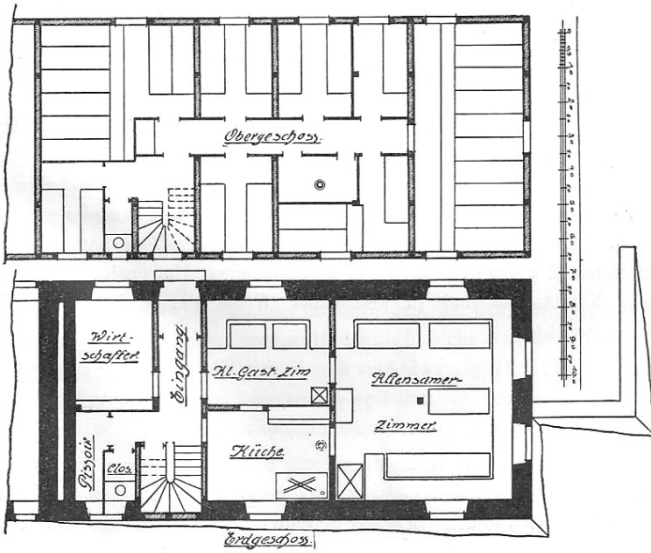 Obergeschoss.
Wirt-
schafter
Eingang
Kl. Gast Zim
Allensamer-
Zimmer.
Küche.
Pissoir
Clos.
Erdgeschoss.